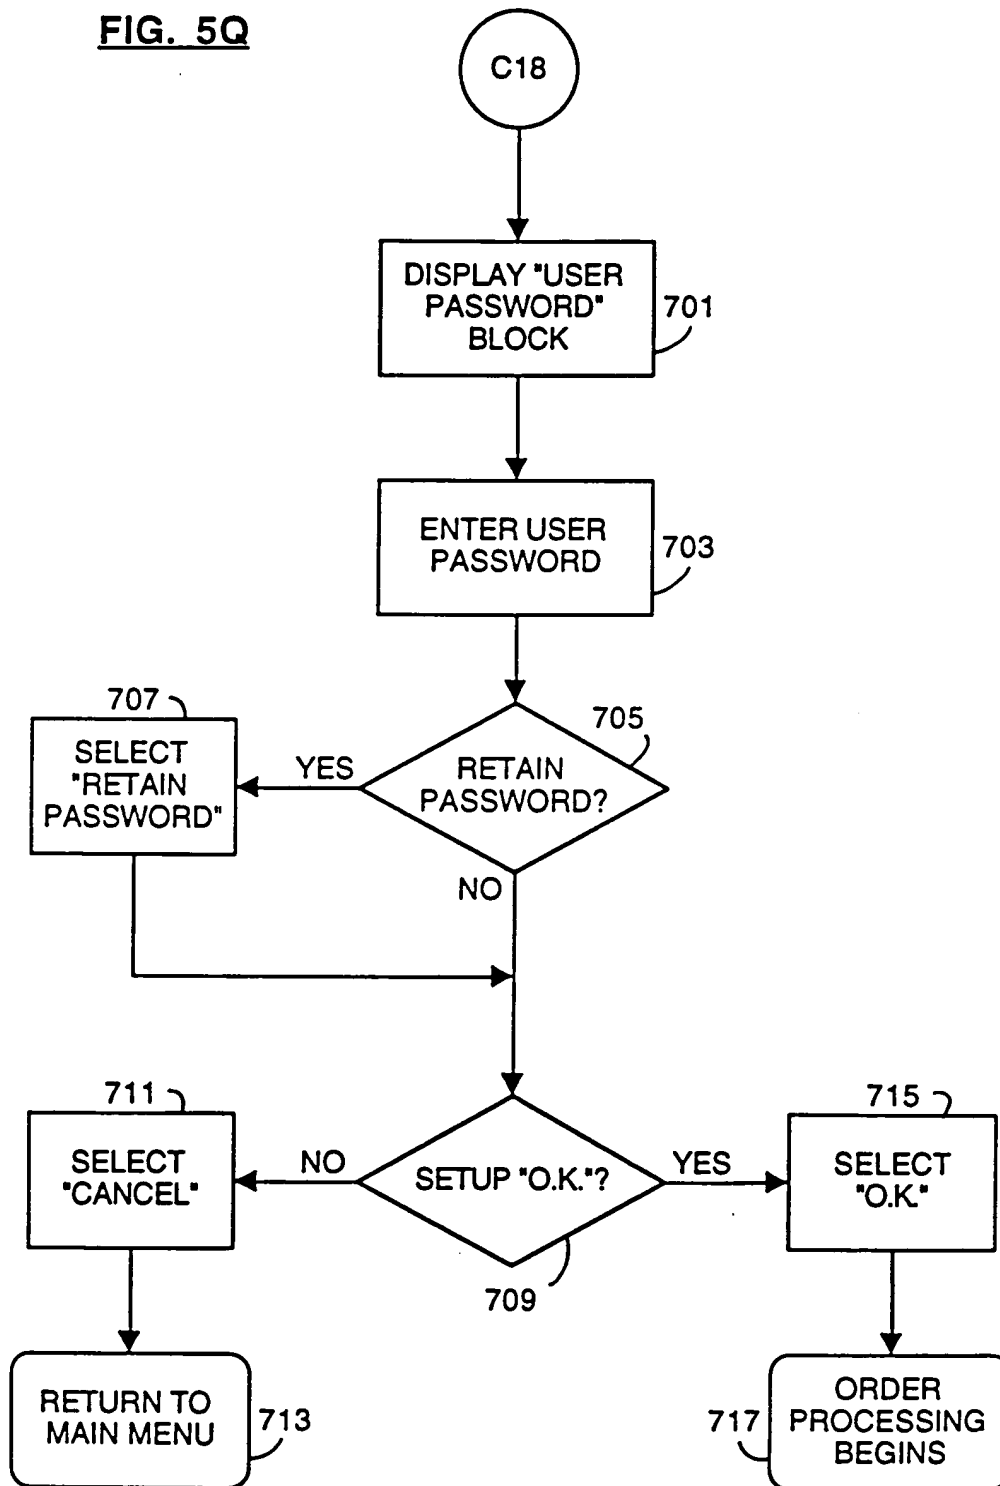 FIG. 5Q
C18
DISPLAY "USER
PASSWORD"
BLOCK
701
ENTER USER
PASSWORD
703
707
SELECT
"RETAIN
PASSWORD"
YES
705
RETAIN
PASSWORD?
NO
711
SELECT
"CANCEL"
NO
SETUP "O.K."?
YES
709
715
SELECT
"O.K."
RETURN TO
MAIN MENU
713
717
ORDER
PROCESSING
BEGINS